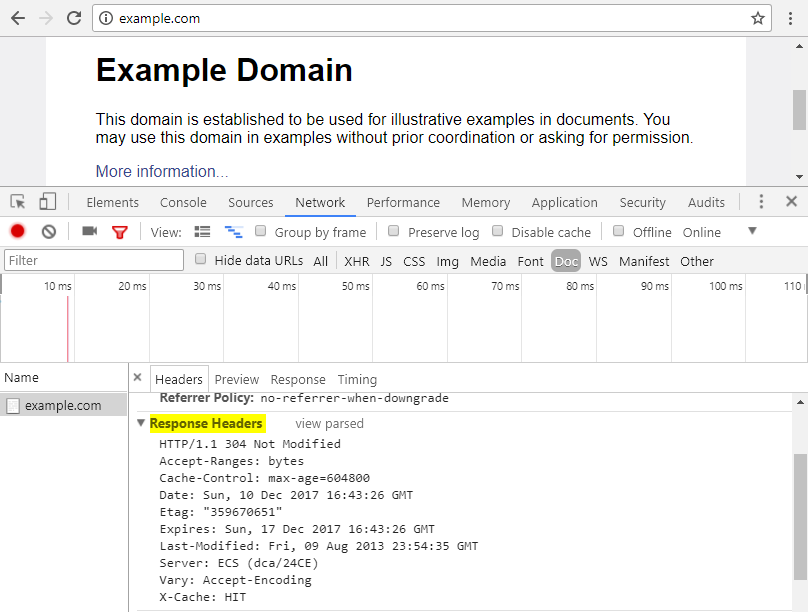 example.com
Example Domain
This domain is established to be used for illustrative examples in documents. You
may use this domain in examples without prior coordination or asking for permission.
More information...
Elements Console Sources Network Performance Memory Application Security Audits
View: Group by frame Preserve log Disable cache Offline Online
Filter Hide data URLs All XHR JS CSS Img Media Font Doc WS Manifest Other
10 ms 20 ms 30 ms 40 ms 50 ms 60 ms 70 ms 80 ms 90 ms 100 ms 110
Name
example.com
Headers Preview Response Timing
Referrer Policy: no-referrer-when-downgrade
Response Headers view parsed
HTTP/1.1 304 Not Modified
Accept-Ranges: bytes
Cache-Control: max-age=604800
Date: Sun, 10 Dec 2017 16:43:26 GMT
Etag: "359670651"
Expires: Sun, 17 Dec 2017 16:43:26 GMT
Last-Modified: Fri, 09 Aug 2013 23:54:35 GMT
Server: ECS (dca/24CE)
Vary: Accept-Encoding
X-Cache: HIT